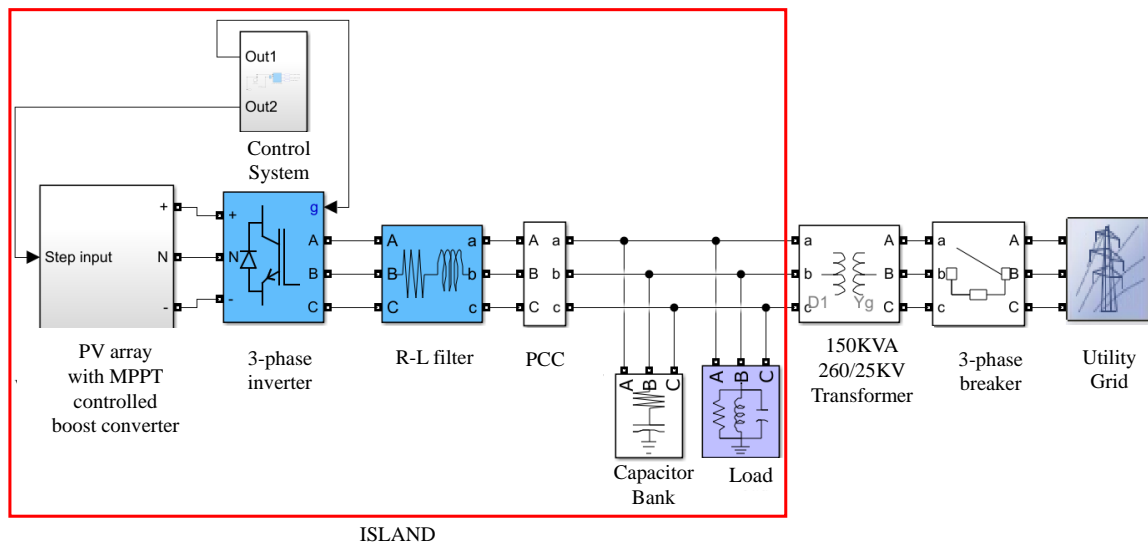 Out1
Out2
Control
System
+
N
-
Step input
+
N
-
g
A
B
C
A
B
C
a
b
c
A
B
C
a
b
c
a
b
c
D1
Yg
A
B
C
a
b
c
A
B
C
PV array
with MPPT
controlled
boost converter
3-phase
inverter
R-L filter
PCC
A B C
A B C
Capacitor
Bank
Load
150KVA
260/25KV
Transformer
3-phase
breaker
Utility
Grid
ISLAND